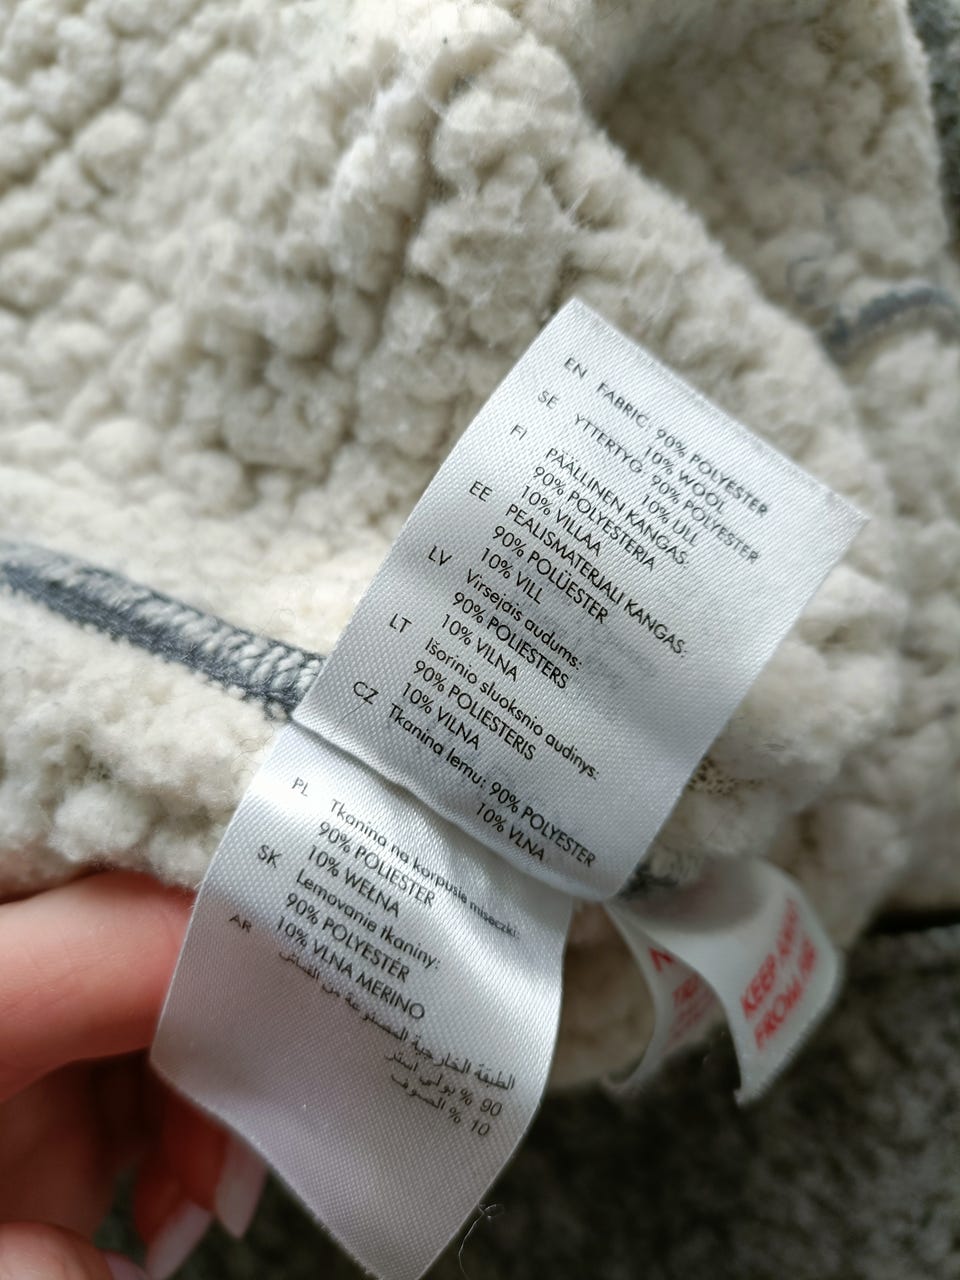 EN FABRIC: 90% POLYESTER
10% WOOL
SE YTTERTYG: 90% POLYESTER
10% ULL
FI PÄÄLLINEN KANGAS:
90% POLYESTERIA
10% VILLAA
EE PEALISMATERJALI KANGAS:
90% POLÜESTER
10% VILL
LV Virsējais audums:
90% POLIESTERS
10% VILNA
LT Išorinio sluoksnio audinys:
90% POLIESTERIS
10% VILNA
CZ Tkanina lemu: 90% POLYESTER
10% VLNA
PL Tkanina na korpusie miseczki:
90% POLIESTER
10% WEŁNA
SK Lemovanie tkaniny:
90% POLYESTER
10% VLNA MERINO
AR الطبقة الخارجية المصنوعة من القماش
90 % بولي استر
10 % الصوف
KEEP AWAY
FROM FIRE